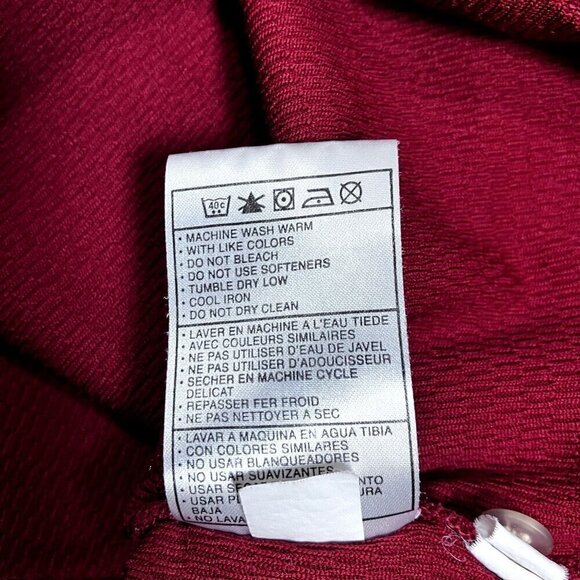 40c
• MACHINE WASH WARM
• WITH LIKE COLORS
• DO NOT BLEACH
• DO NOT USE SOFTENERS
• TUMBLE DRY LOW
• COOL IRON
• DO NOT DRY CLEAN
• LAVER EN MACHINE A L'EAU TIEDE
• AVEC COULEURS SIMILAIRES
• NE PAS UTILISER D'EAU DE JAVEL
• NE PAS UTILISER D'ADOUCISSEUR
• SECHER EN MACHINE CYCLE
DELICAT
• REPASSER FER FROID
• NE PAS NETTOYER A SEC
• LAVAR A MAQUINA EN AGUA TIBIA
• CON COLORES SIMILARES
• NO USAR BLANQUEADORES
• NO USAR SUAVIZANTES
• USAR
• USAR
BAJA
• NO